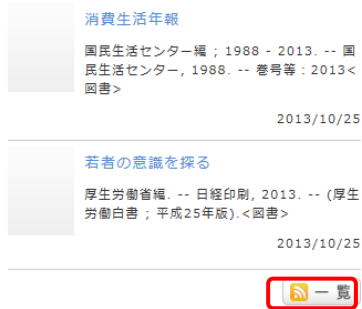 消費生活年報
国民生活センター編 ; 1988 - 2013. -- 国
民生活センター, 1988. -- 巻号等 : 2013<
図書>
2013/10/25
若者の意識を探る
厚生労働省編. -- 日経印刷, 2013. -- (厚生
労働白書 ; 平成25年版).<図書>
2013/10/25
一 覧